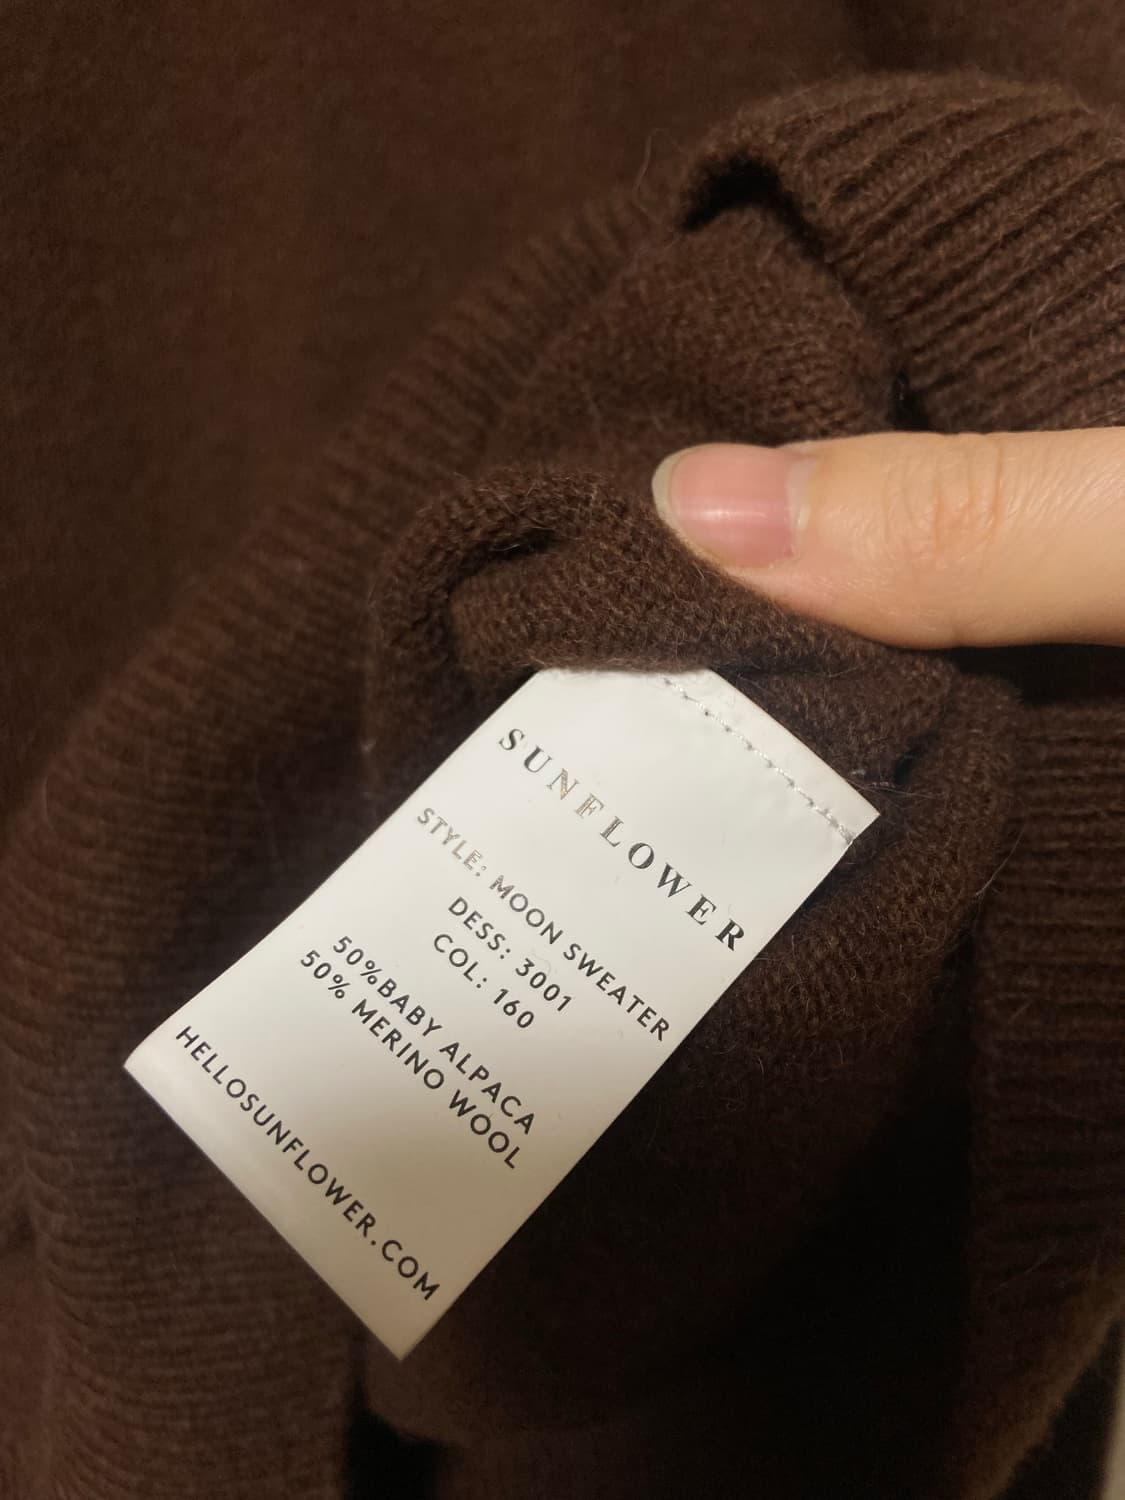 SUNFLOWER
STYLE: MOON SWEATER
DESS: 3001
COL: 160
50%BABY ALPACA
50% MERINO WOOL
HELLOSUNFLOWER.COM